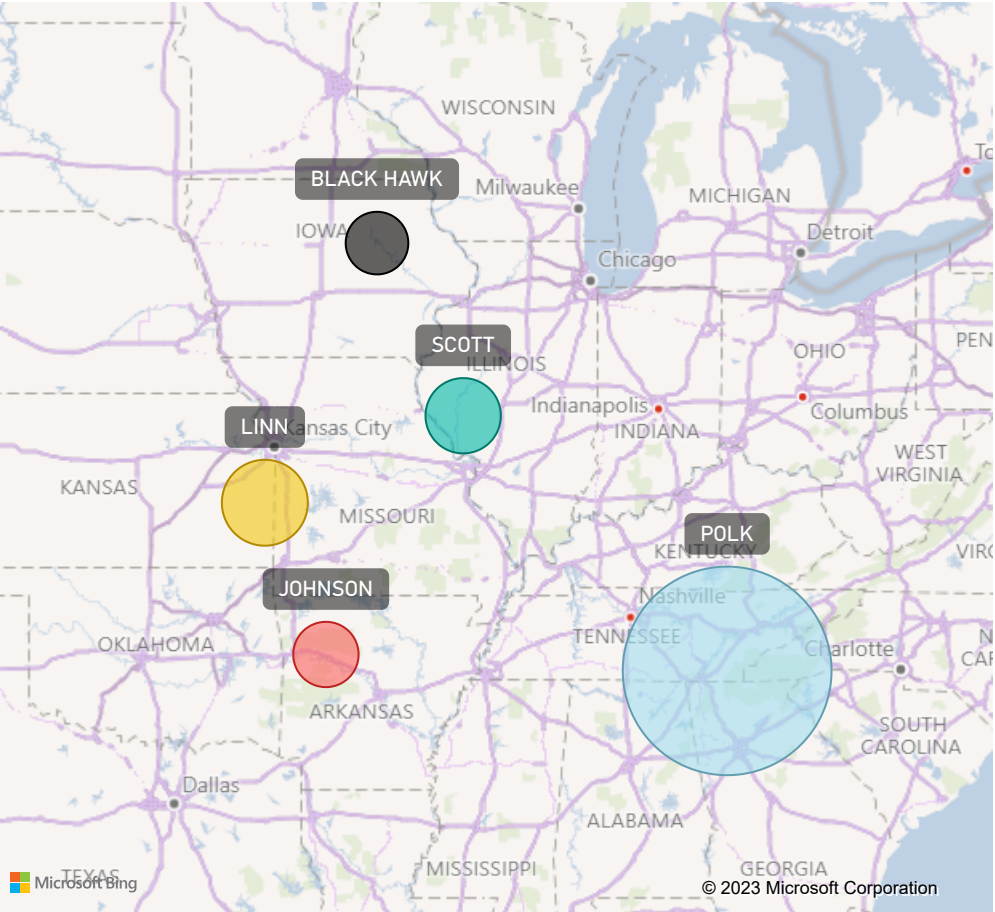 WISCONSIN
To
BLACK HAWK
Milwaukee
MICHIGAN
IOWA
Detroit
Chicago
SCOTT
ILLINOIS
OHIO
PEN
Indianapolis
Columbus
LINN
Kansas City
INDIANA
WEST
VIRGINIA
KANSAS
MISSOURI
POLK
KENTUCKY
VIRG
JOHNSON
Nashville
TENNESSEE
OKLAHOMA
Charlotte
N
CAR
ARKANSAS
SOUTH
CAROLINA
Dallas
ALABAMA
MISSISSIPPI
GEORGIA
TEXAS
Microsoft Bing
© 2023 Microsoft Corporation